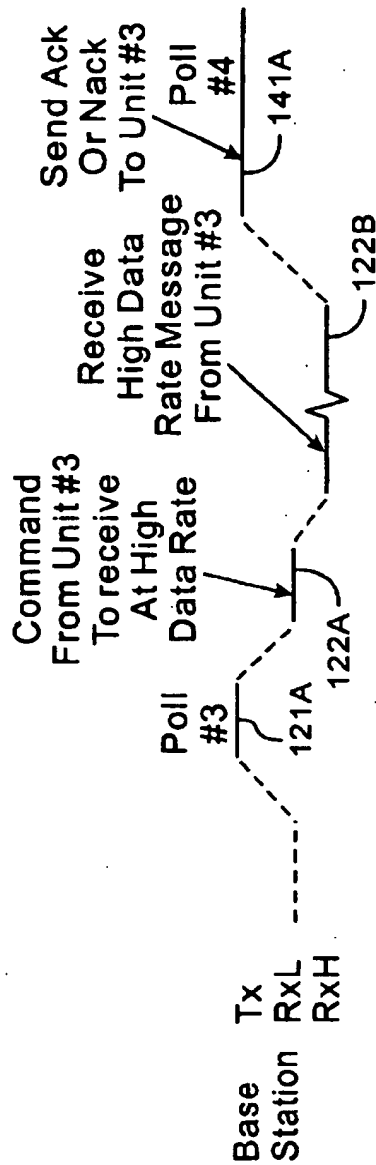 Base
Station
Tx
RxL
RxH
Poll
#3
121A
Command
From Unit #3
To receive
At High
Data Rate
122A
Receive
High Data
Rate Message
From Unit #3
122B
Send Ack
Or Nack
To Unit #3
Poll
#4
141A